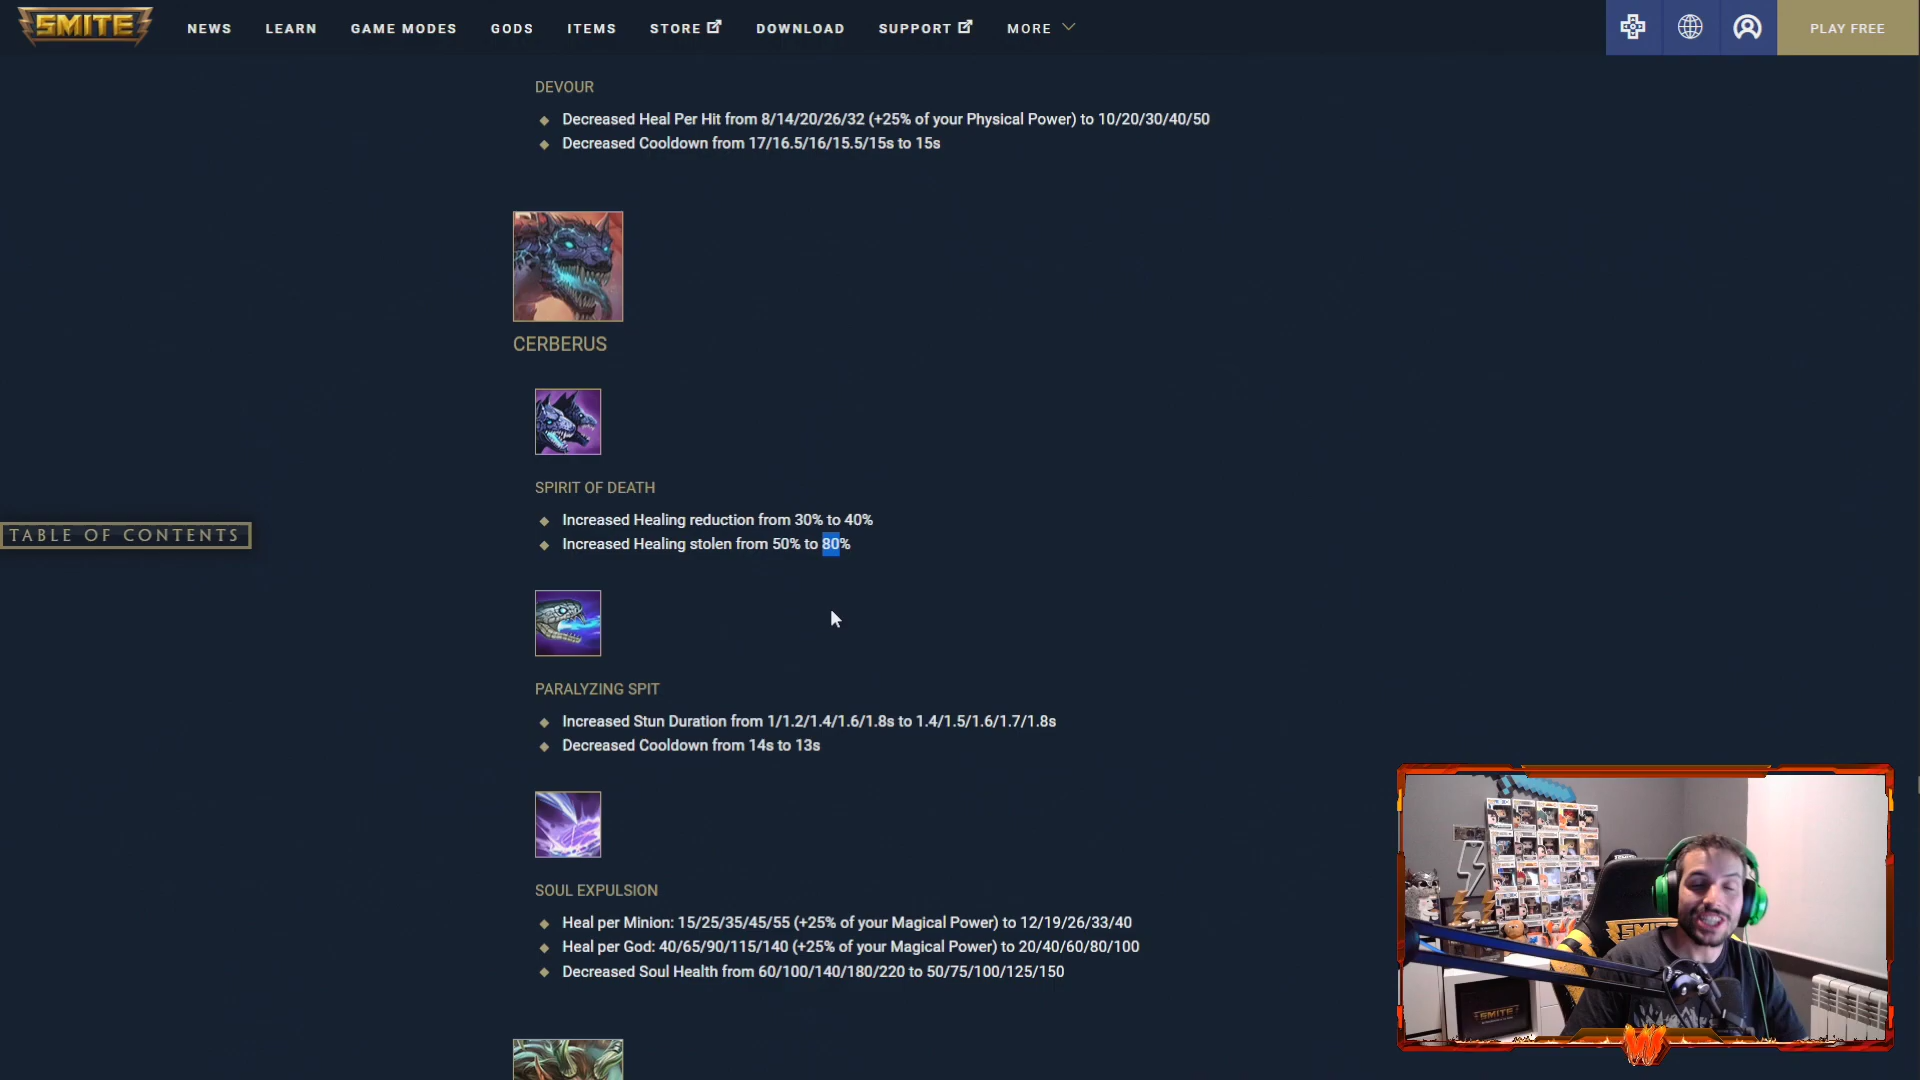 SMITE
NEWS LEARN GAME MODES GODS ITEMS STORE DOWNLOAD SUPPORT MORE PLAY FREE
DEVOUR
Decreased Heal Per Hit from 8/14/20/26/32 (+25% of your Physical Power) to 10/20/30/40/50
Decreased Cooldown from 17/16.5/16/15.5/15s to 15s
CERBERUS
SPIRIT OF DEATH
Increased Healing reduction from 30% to 40%
Increased Healing stolen from 50% to 80%
TABLE OF CONTENTS
PARALYZING SPIT
Increased Stun Duration from 1/1.2/1.4/1.6/1.8s to 1.4/1.5/1.6/1.7/1.8s
Decreased Cooldown from 14s to 13s
SOUL EXPULSION
Heal per Minion: 15/25/35/45/55 (+25% of your Magical Power) to 12/19/26/33/40
Heal per God: 40/65/90/115/140 (+25% of your Magical Power) to 20/40/60/80/100
Decreased Soul Health from 60/100/140/180/220 to 50/75/100/125/150
SMITE
SMITE